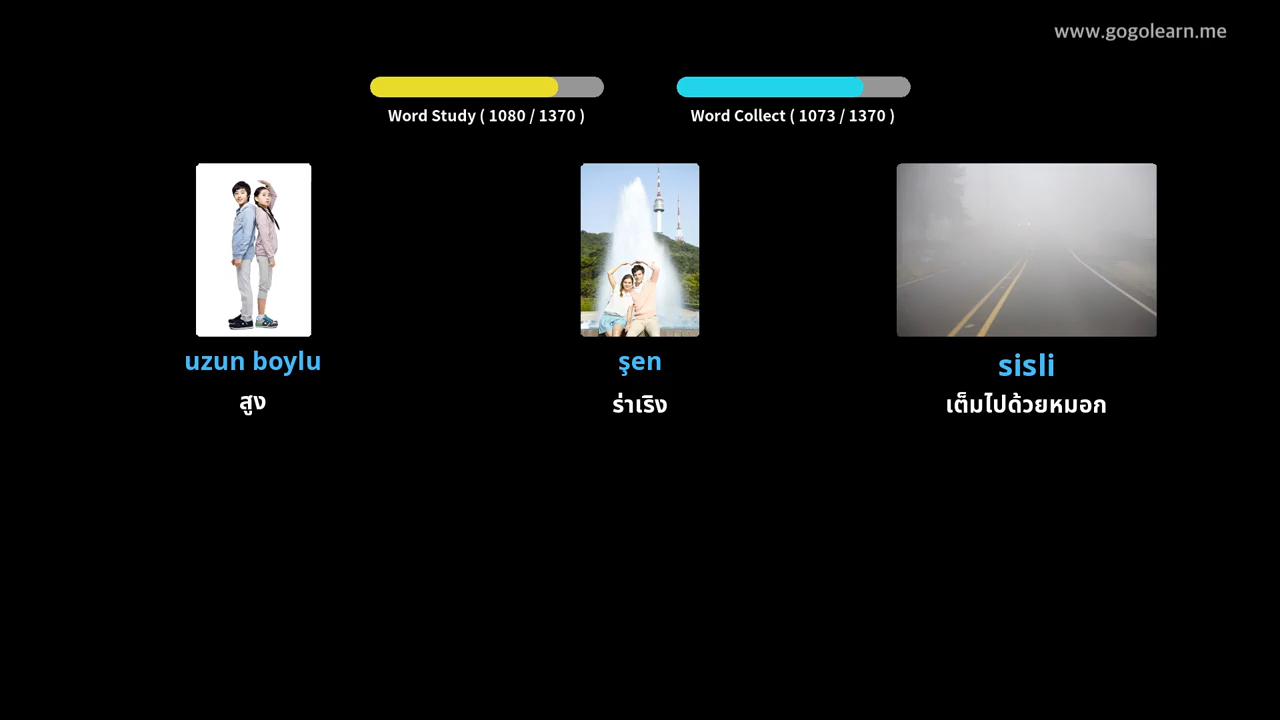 www.gogolearn.me
Word Study ( 1080 / 1370 )
Word Collect ( 1073 / 1370 )
uzun boylu
şen
sisli
สูง
ร่าเริง
เต็มไปด้วยหมอก